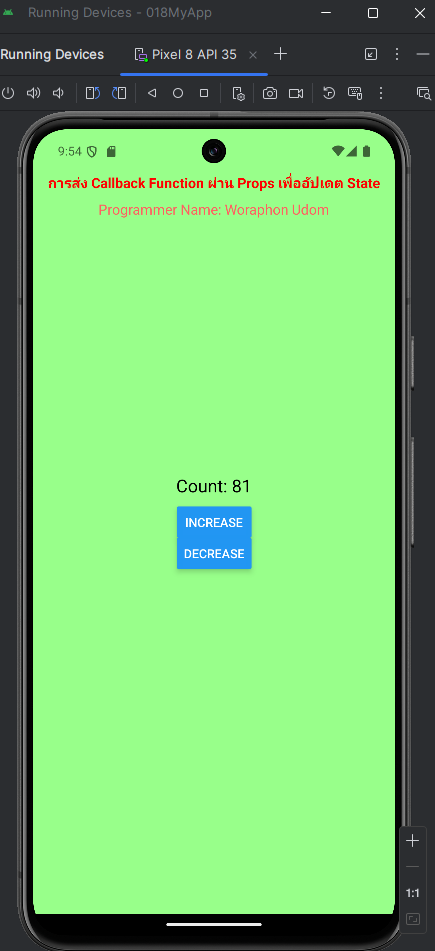 Running Devices - 018MyApp
Running Devices
Pixel 8 API 35
9:54
การส่ง Callback Function ผ่าน Props เพื่ออัปเดต State
Programmer Name: Woraphon Udom
Count: 81
INCREASE
DECREASE
1:1